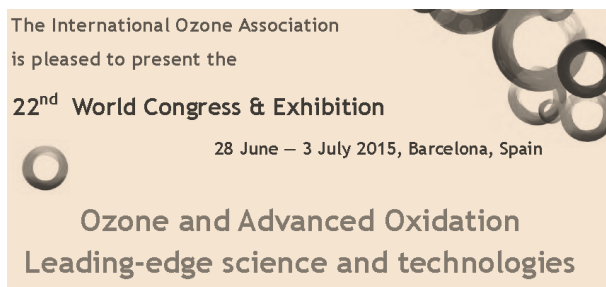 The International Ozone Association
is pleased to present the
22nd World Congress & Exhibition
28 June – 3 July 2015, Barcelona, Spain
Ozone and Advanced Oxidation
Leading-edge science and technologies